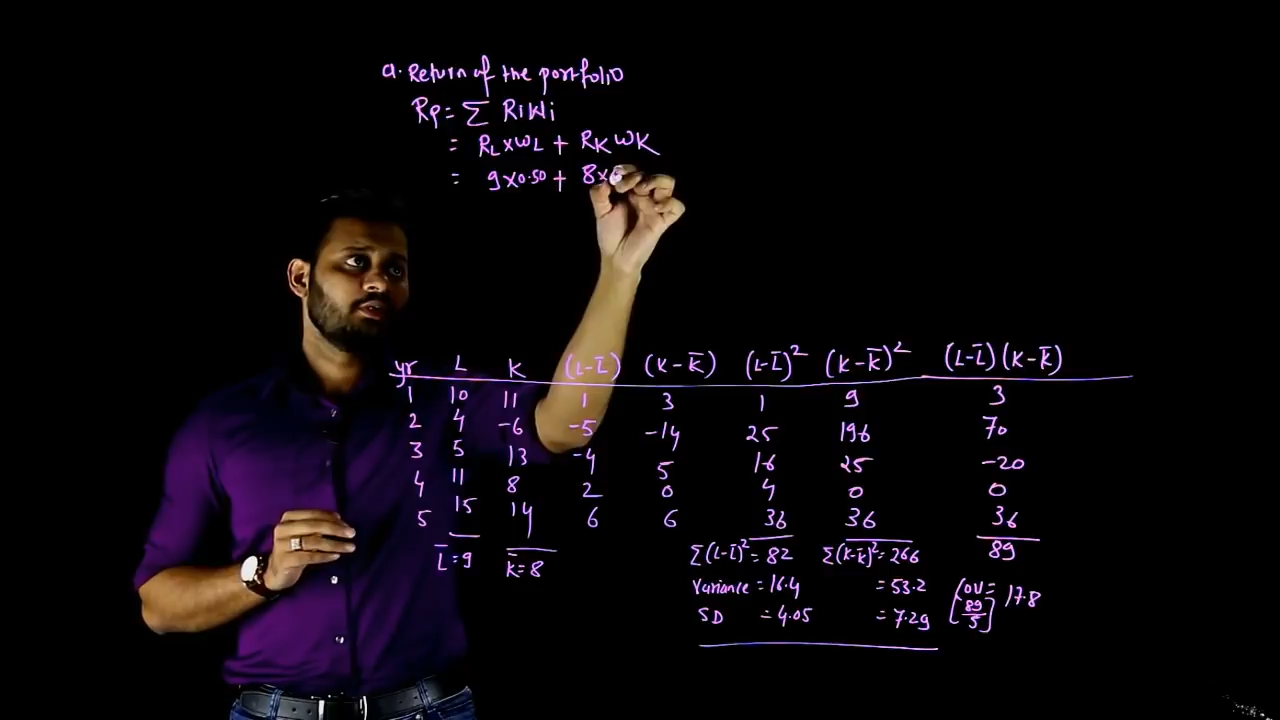 a. Return of the portfolio
Rp = Σ RiWi
= RL×WL + RKWK
= 9×0.50 + 8×
yr L K (L-L̄) (K-K̄) (L-L̄)² (K-K̄)² (L-L̄)(K-K̄)
1 10 11 1 3 1 9 3
2 4 -6 -5 -14 25 196 70
3 5 13 -4 5 16 25 -20
4 11 8 2 0 4 0 0
5 15 14 6 6 36 36 36
L̄=9 K̄=8 Σ(L-L̄)²=82 Σ(K-K̄)²=266 89
Variance = 16.4 = 53.2 [COV= 89/5] 17.8
SD = 4.05 = 7.29